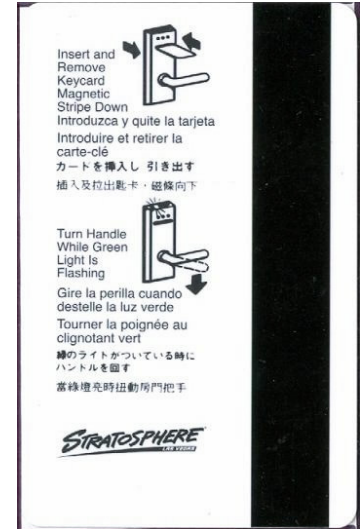 Insert and
Remove
Keycard
Magnetic
Stripe Down
Introduzca y quite la tarjeta
Introduire et retirer la
carte-clé
カードを挿入し 引き出す
插入及拉出匙卡,磁條向下
Turn Handle
While Green
Light Is
Flashing
Gire la perilla cuando
destelle la luz verde
Tourner la poignée au
clignotant vert
緑のライトがついている時に
ハンドルを回す
當綠燈亮時扭動房門把手
STRATOSPHERE
LAS VEGAS